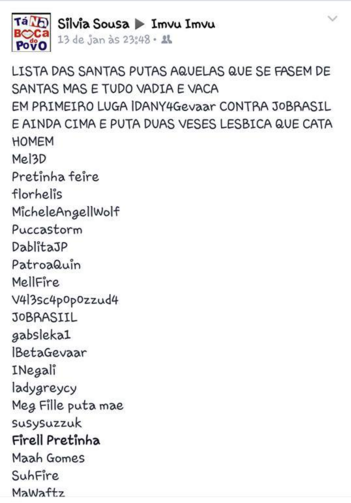 Tá Na
Boca
do
Povo
Silvia Sousa ▶ Imvu Imvu
13 de jan às 23:48 •
LISTA DAS SANTAS PUTAS AQUELAS QUE SE FASEM DE
SANTAS MAS E TUDO VADIA E VACA
EM PRIMEIRO LUGA lDANY4Gevaar CONTRA J0BRASIL
E AINDA CIMA E PUTA DUAS VESES LESBICA QUE CATA
HOMEM
Mel3D
Pretinha feire
florhelis
MicheleAngellWolf
Puccastorm
DablitaJP
PatroaQuin
MellFire
V4l3sc4p0p0zzud4
J0BRASIIL
gabsleka1
lBetaGevaar
INegali
ladygreycy
Meg Fille puta mae
susysuzzuk
Firell Pretinha
Maah Gomes
SuhFire
MaWaftz